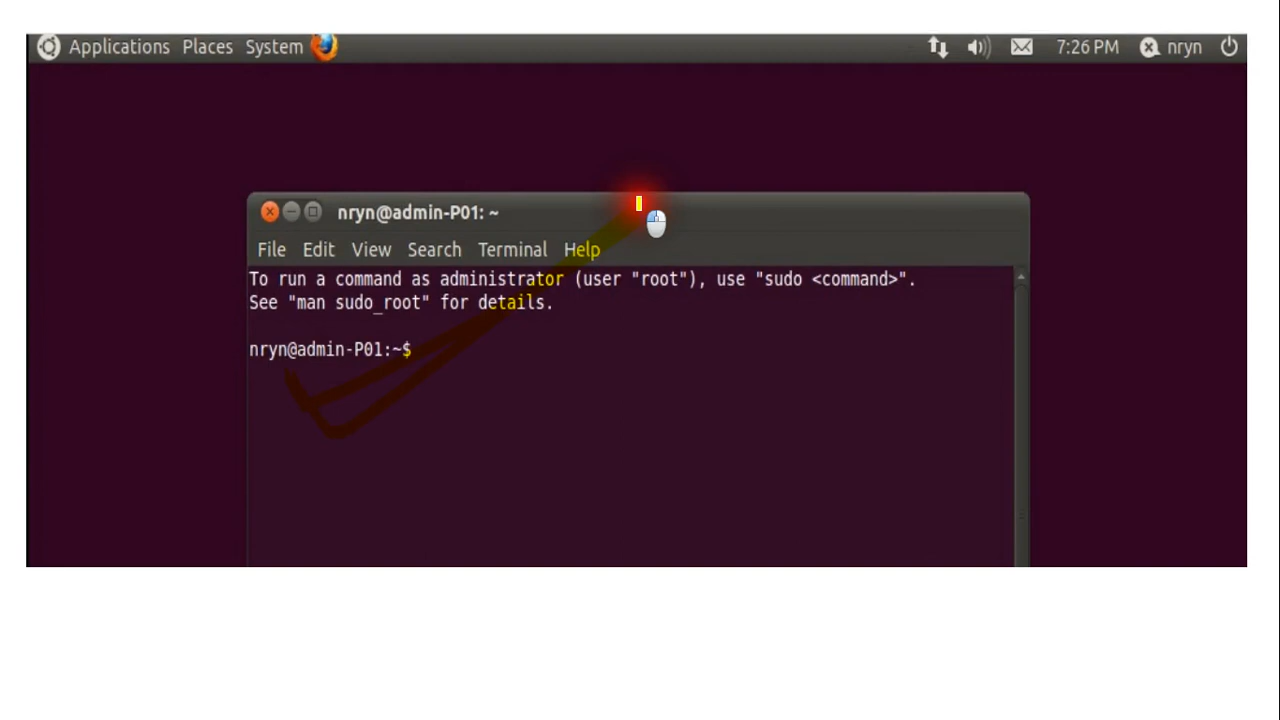 Applications Places System 7:26 PM nryn
nryn@admin-P01: ~
File Edit View Search Terminal Help
To run a command as administrator (user "root"), use "sudo <command>".
See "man sudo_root" for details.
nryn@admin-P01:~$